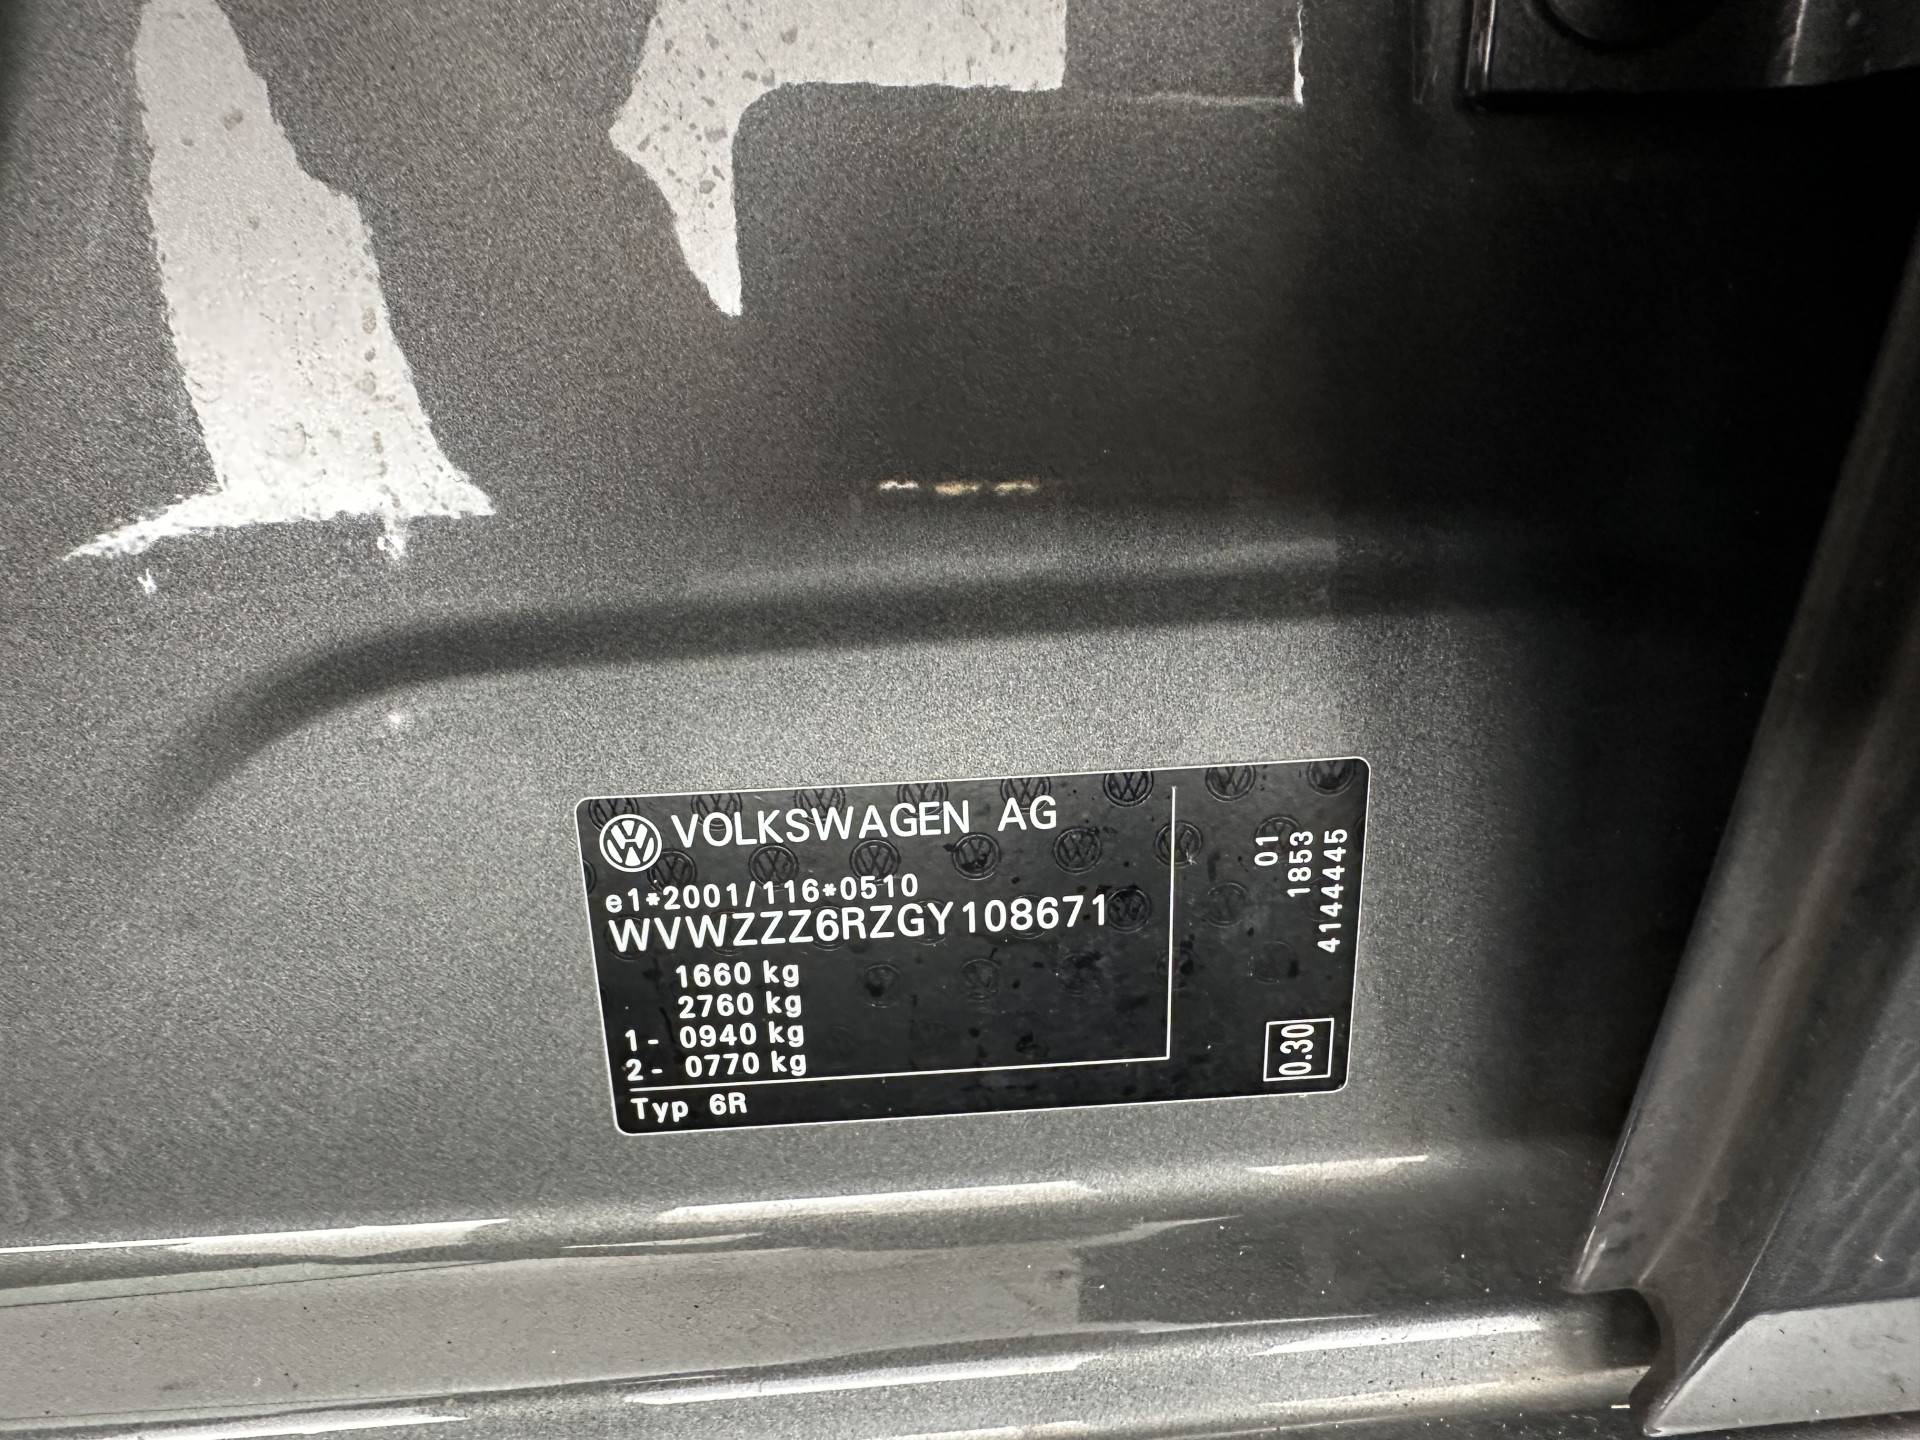 VOLKSWAGEN AG
e1*2001/116*0510
WVWZZZ6RZGY108671
1660 kg
2760 kg
1- 0940 kg
2- 0770 kg
Typ 6R
01
1853
4144445
0.30